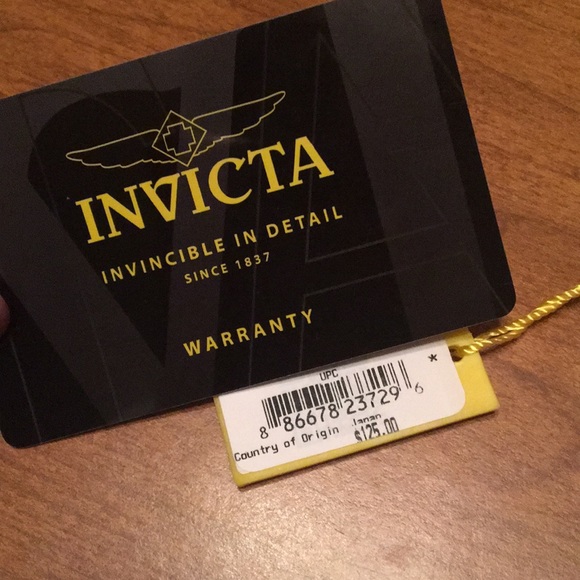 INVICTA
INVINCIBLE IN DETAIL
SINCE 1837
WARRANTY
UPC
*
8 86678 23729 6
Country of Origin Japan
$125.00